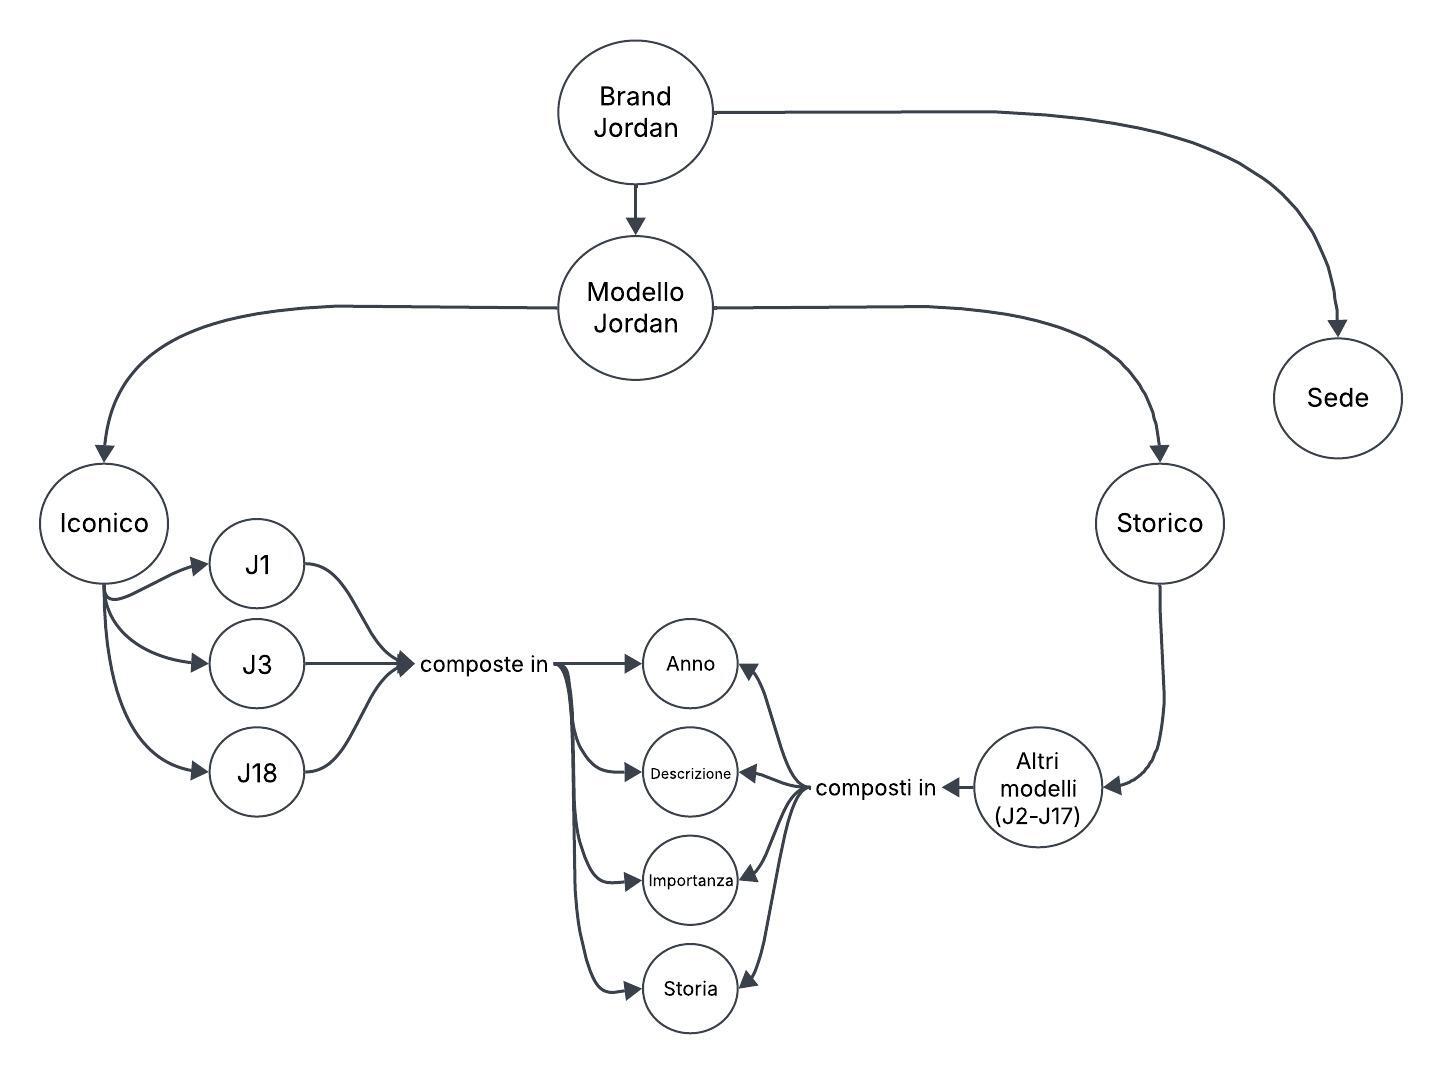 Brand
Jordan
Modello
Jordan
Sede
Iconico
Storico
J1
J3
composte in
Anno
J18
Descrizione
composti in
Altri
modelli
(J2-J17)
Importanza
Storia